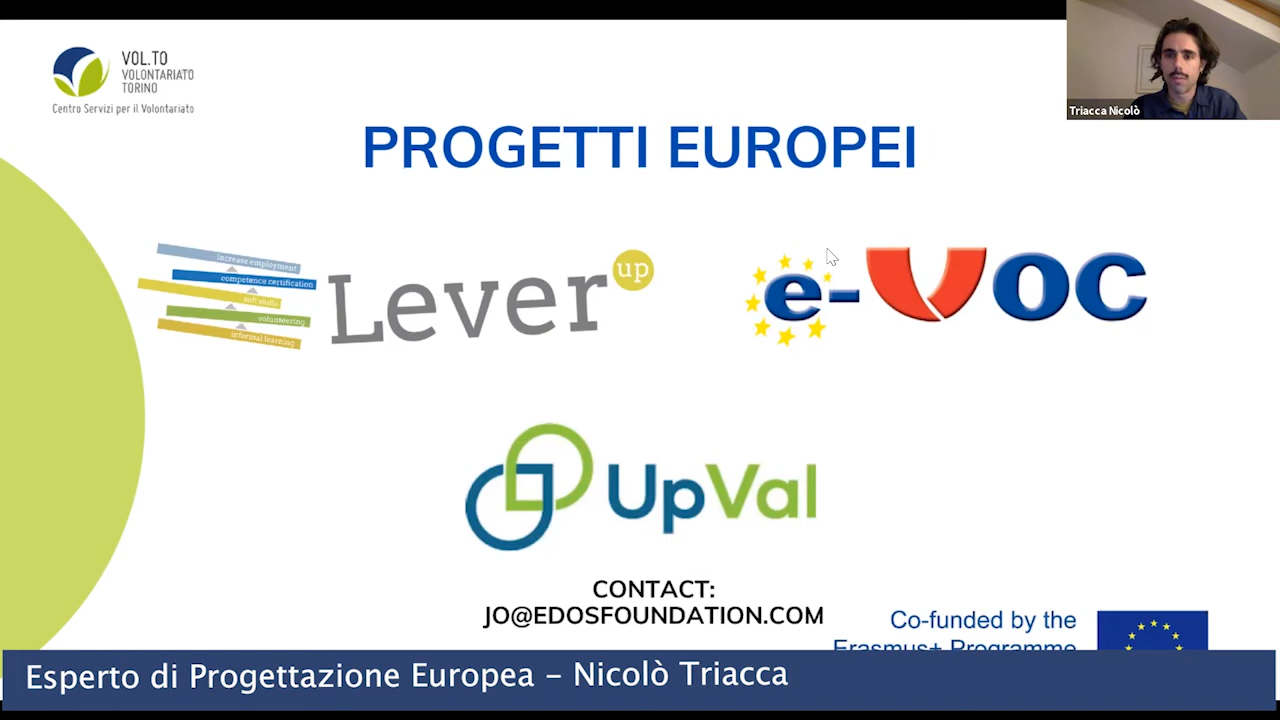 VOL.TO
VOLONTARIATO
TORINO
Centro Servizi per il Volontariato
Triacca Nicolò
PROGETTI EUROPEI
increase employment
competence certification
soft skills
volunteering
informal learning
Lever up
e-Voc
UpVal
CONTACT:
JO@EDOSFOUNDATION.COM
Co-funded by the
Erasmus+ Programme
Esperto di Progettazione Europea – Nicolò Triacca